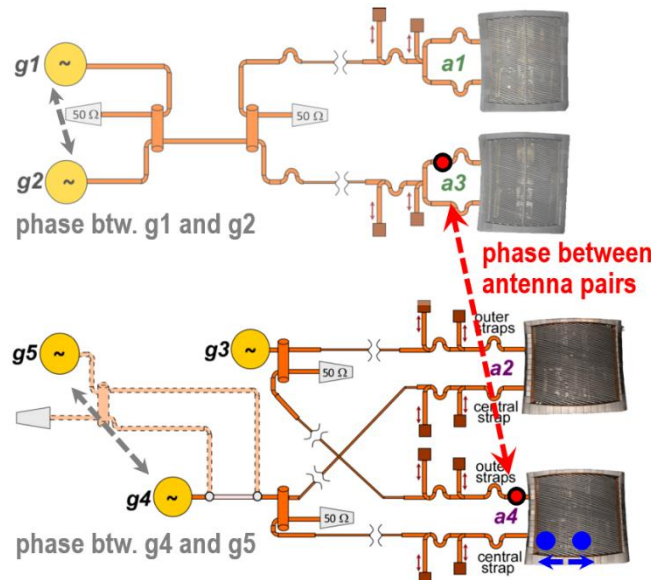 g1
~
50 Ω
50 Ω
a1
g2
~
a3
phase btw. g1 and g2
phase between
antenna pairs
g5
~
g3
~
50 Ω
outer
straps
a2
central
strap
g4
~
50 Ω
outer
straps
a4
central
strap
phase btw. g4 and g5